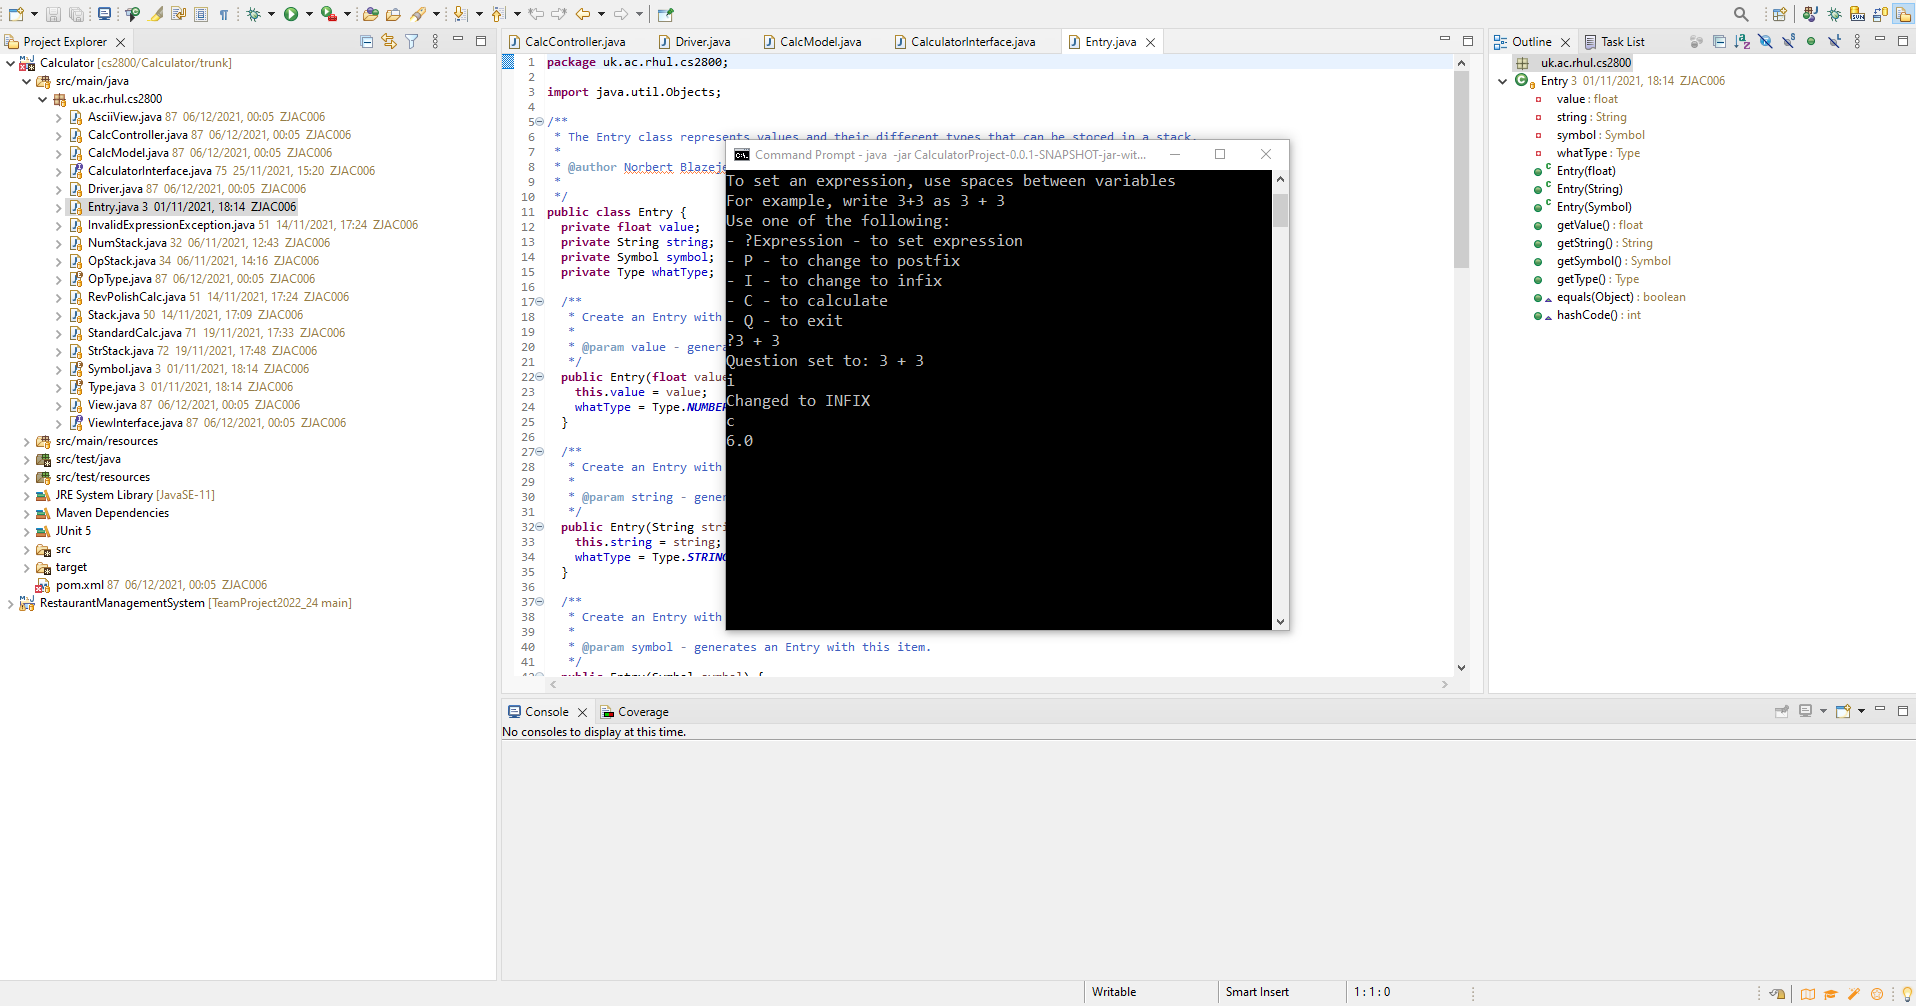 Project Explorer
Calculator [cs2800/Calculator/trunk]
src/main/java
uk.ac.rhul.cs2800
AsciiView.java 87 06/12/2021, 00:05 ZJAC006
CalcController.java 87 06/12/2021, 00:05 ZJAC006
CalcModel.java 87 06/12/2021, 00:05 ZJAC006
CalculatorInterface.java 75 25/11/2021, 15:20 ZJAC006
Driver.java 87 06/12/2021, 00:05 ZJAC006
Entry.java 3 01/11/2021, 18:14 ZJAC006
InvalidExpressionException.java 51 14/11/2021, 17:24 ZJAC006
NumStack.java 32 06/11/2021, 12:43 ZJAC006
OpStack.java 34 06/11/2021, 14:16 ZJAC006
OpType.java 87 06/12/2021, 00:05 ZJAC006
RevPolishCalc.java 51 14/11/2021, 17:24 ZJAC006
Stack.java 50 14/11/2021, 17:09 ZJAC006
StandardCalc.java 71 19/11/2021, 17:33 ZJAC006
StrStack.java 72 19/11/2021, 17:48 ZJAC006
Symbol.java 3 01/11/2021, 18:14 ZJAC006
Type.java 3 01/11/2021, 18:14 ZJAC006
View.java 87 06/12/2021, 00:05 ZJAC006
ViewInterface.java 87 06/12/2021, 00:05 ZJAC006
src/main/resources
src/test/java
src/test/resources
JRE System Library [JavaSE-11]
Maven Dependencies
JUnit 5
src
target
pom.xml 87 06/12/2021, 00:05 ZJAC006
RestaurantManagementSystem [TeamProject2022_24 main]
CalcController.java Driver.java CalcModel.java CalculatorInterface.java Entry.java
1 package uk.ac.rhul.cs2800;
2
3 import java.util.Objects;
4
5 /**
6 * The Entry class represents values and their different types that can be stored in a stack.
7 *
8 * @author Norbert Blazeje
9 *
10 */
11 public class Entry {
12 private float value;
13 private String string;
14 private Symbol symbol;
15 private Type whatType;
16
17 /**
18 * Create an Entry with
19 *
20 * @param value - genera
21 */
22 public Entry(float value
23 this.value = value;
24 whatType = Type.NUMBER
25 }
26
27 /**
28 * Create an Entry with
29 *
30 * @param string - gener
31 */
32 public Entry(String stri
33 this.string = string;
34 whatType = Type.STRING
35 }
36
37 /**
38 * Create an Entry with
39 *
40 * @param symbol - generates an Entry with this item.
41 */
42 public Entry(Symbol symbol) {
Command Prompt - java -jar CalculatorProject-0.0.1-SNAPSHOT-jar-wit...
To set an expression, use spaces between variables
For example, write 3+3 as 3 + 3
Use one of the following:
- ?Expression - to set expression
- P - to change to postfix
- I - to change to infix
- C - to calculate
- Q - to exit
?3 + 3
Question set to: 3 + 3
i
Changed to INFIX
c
6.0
Outline Task List
uk.ac.rhul.cs2800
Entry 3 01/11/2021, 18:14 ZJAC006
value : float
string : String
symbol : Symbol
whatType : Type
Entry(float)
Entry(String)
Entry(Symbol)
getValue() : float
getString() : String
getSymbol() : Symbol
getType() : Type
equals(Object) : boolean
hashCode() : int
Console Coverage
No consoles to display at this time.
Writable Smart Insert 1 : 1 : 0